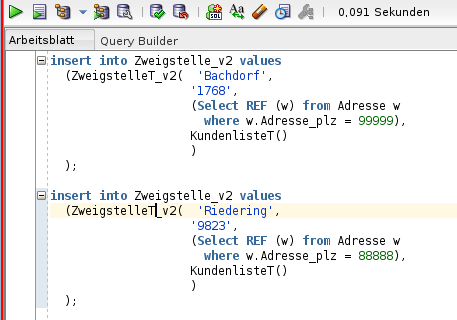 0,091 Sekunden
Arbeitsblatt Query Builder
insert into Zweigstelle_v2 values
(ZweigstelleT_v2( 'Bachdorf',
'1768',
(Select REF (w) from Adresse w
where w.Adresse_plz = 99999),
KundenlisteT()
)
);
insert into Zweigstelle_v2 values
(ZweigstelleT_v2( 'Riedering',
'9823',
(Select REF (w) from Adresse w
where w.Adresse_plz = 88888),
KundenlisteT()
)
);